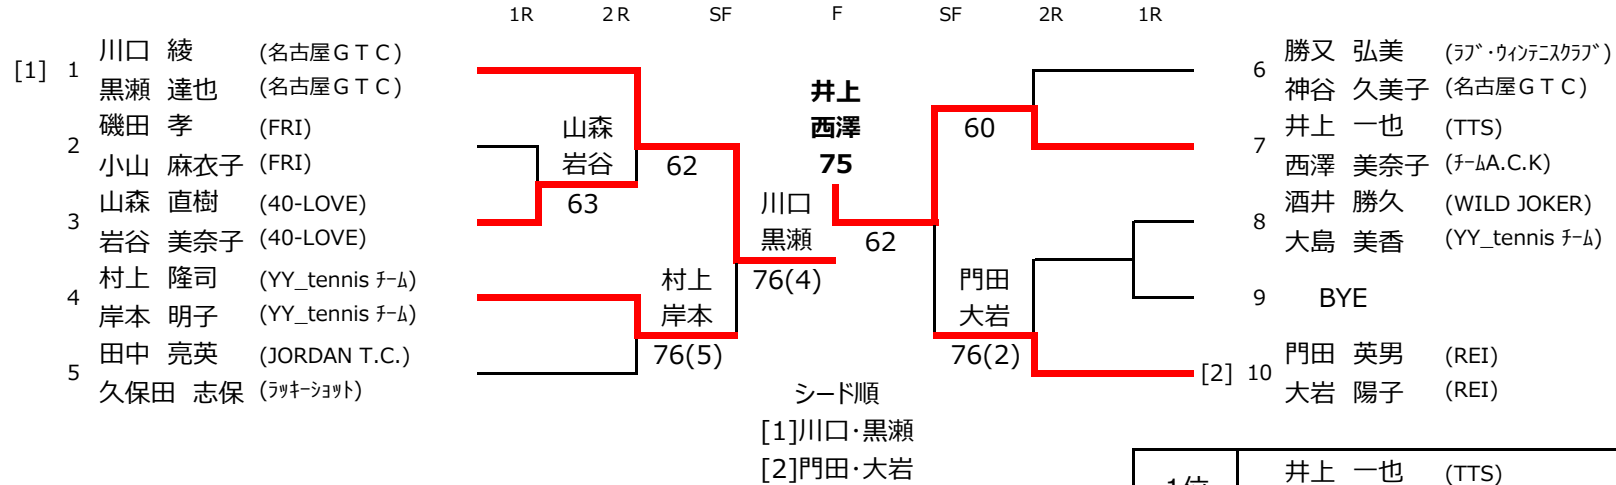 1R 2R SF F SF 2R 1R
[1] 1 川口 綾 (名古屋ＧＴＣ)
黒瀬 達也 (名古屋ＧＴＣ)
2 磯田 孝 (FRI)
小山 麻衣子 (FRI)
3 山森 直樹 (40-LOVE)
岩谷 美奈子 (40-LOVE)
4 村上 隆司 (YY_tennis ﾁｰﾑ)
岸本 明子 (YY_tennis ﾁｰﾑ)
5 田中 亮英 (JORDAN T.C.)
久保田 志保 (ﾗｯｷｰｼｮｯﾄ)
山森
岩谷
63
62
村上
岸本
76(5)
川口
黒瀬
76(4)
井上
西澤
75
62
60
門田
大岩
76(2)
6 勝又 弘美 (ﾗﾌﾞ･ｳｨﾝﾃﾆｽｸﾗﾌﾞ)
神谷 久美子 (名古屋ＧＴＣ)
7 井上 一也 (TTS)
西澤 美奈子 (ﾁｰﾑA.C.K)
8 酒井 勝久 (WILD JOKER)
大島 美香 (YY_tennis ﾁｰﾑ)
9 BYE
[2] 10 門田 英男 (REI)
大岩 陽子 (REI)
シード順
[1]川口･黒瀬
[2]門田･大岩
1位 井上 一也 (TTS)